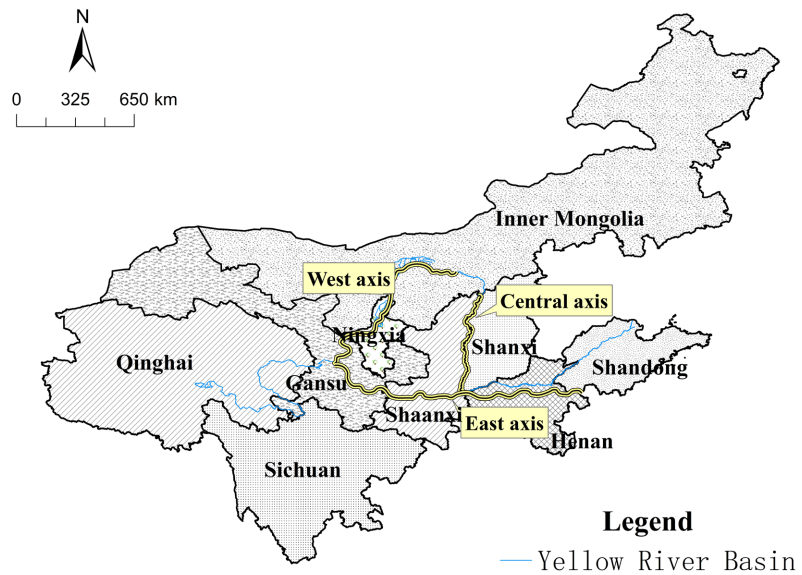 N
0 325 650 km
Inner Mongolia
West axis
Central axis
Ningxia
Shanxi
Qinghai
Shandong
Gansu
Shaanxi
East axis
Henan
Sichuan
Legend
Yellow River Basin